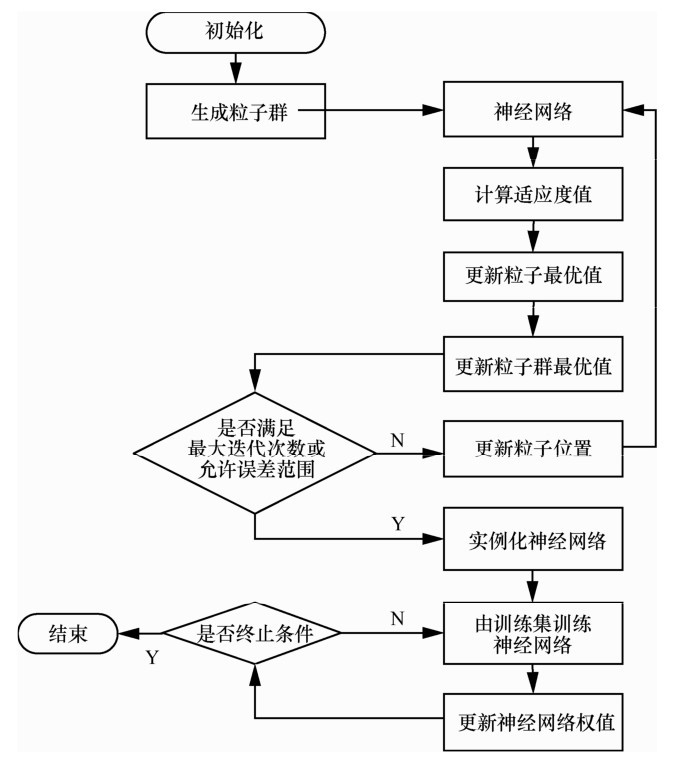 初始化
生成粒子群
神经网络
计算适应度值
更新粒子最优值
更新粒子群最优值
是否满足
最大迭代次数或
允许误差范围
N
更新粒子位置
Y
实例化神经网络
由训练集训练
神经网络
N
是否终止条件
Y
结束
更新神经网络权值